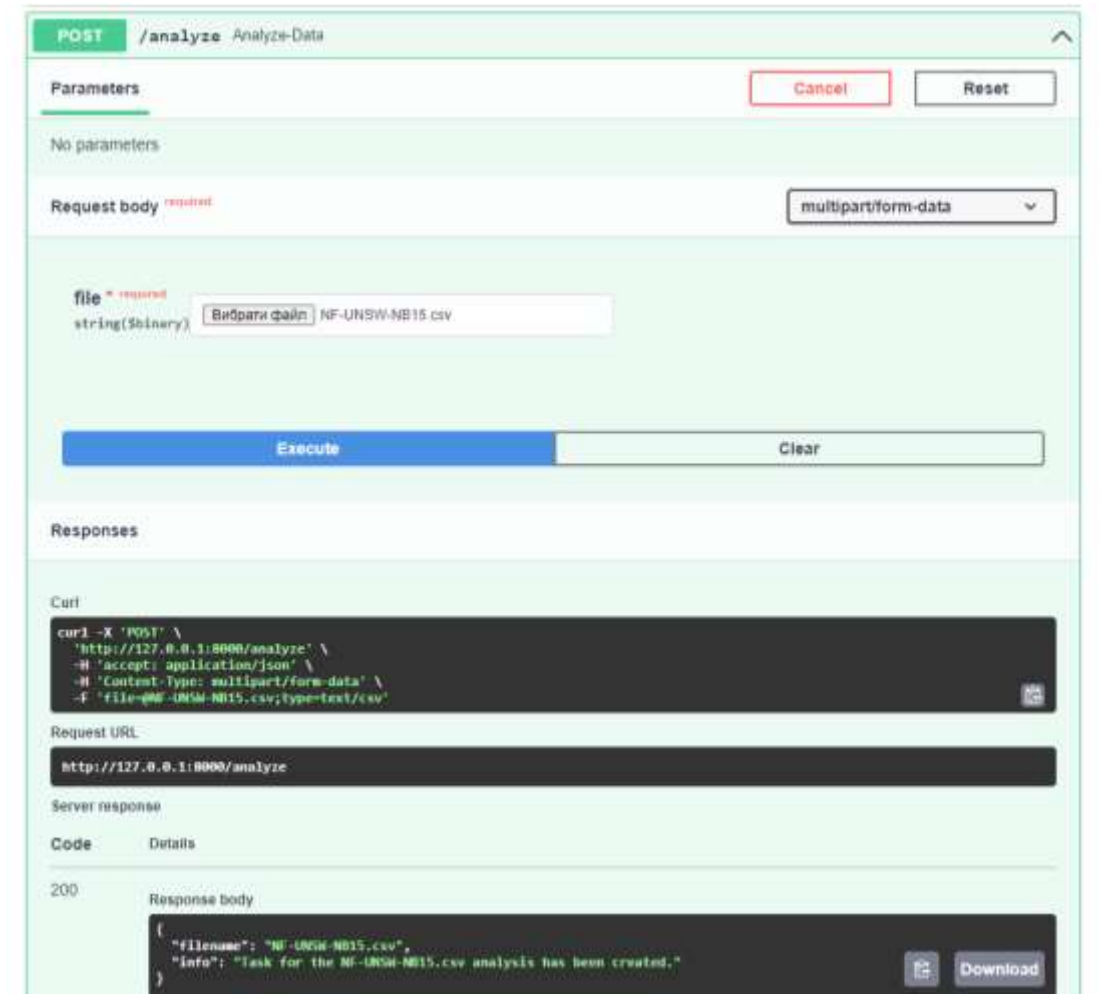 POST /analyze Analyze-Data
Parameters
Cancel
Reset
No parameters
Request body required
multipart/form-data
file * required
string($binary)
Вибрати файл NF-UNSW-NB15.csv
Execute
Clear
Responses
Curl
curl -X 'POST' \
'http://127.0.0.1:8000/analyze' \
-H 'accept: application/json' \
-H 'Content-Type: multipart/form-data' \
-F 'file=@NF-UNSW-NB15.csv;type=text/csv'
Request URL
http://127.0.0.1:8000/analyze
Server response
Code Details
200
Response body
{
"filename": "NF-UNSW-NB15.csv",
"info": "Task for the NF-UNSW-NB15.csv analysis has been created."
}
Download